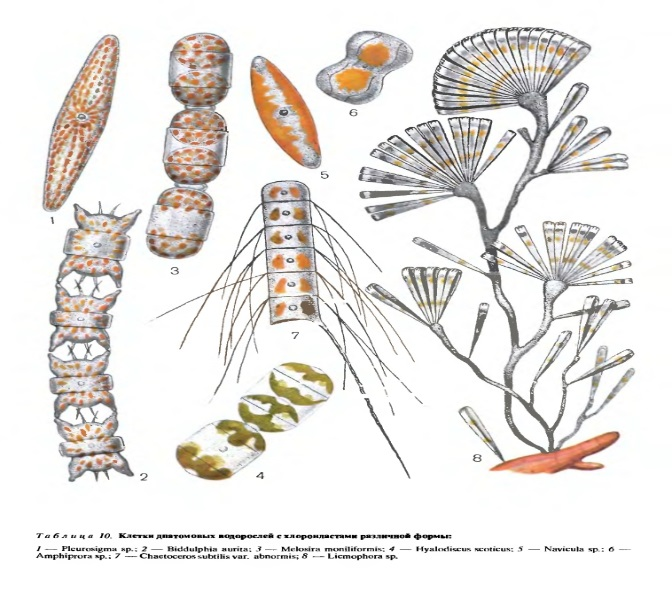 1
2
3
4
5
6
7
8
Таблица 10. Клетки диатомовых водорослей с хлоропластами различной формы:
1 — Pleurosigma sp.; 2 — Biddulphia aurita; 3 — Melosira moniliformis; 4 — Hyalodiscus scoticus; 5 — Navicula sp.; 6 —
Amphiprora sp.; 7 — Chaetoceros subtilis var. abnormis; 8 — Licmophora sp.